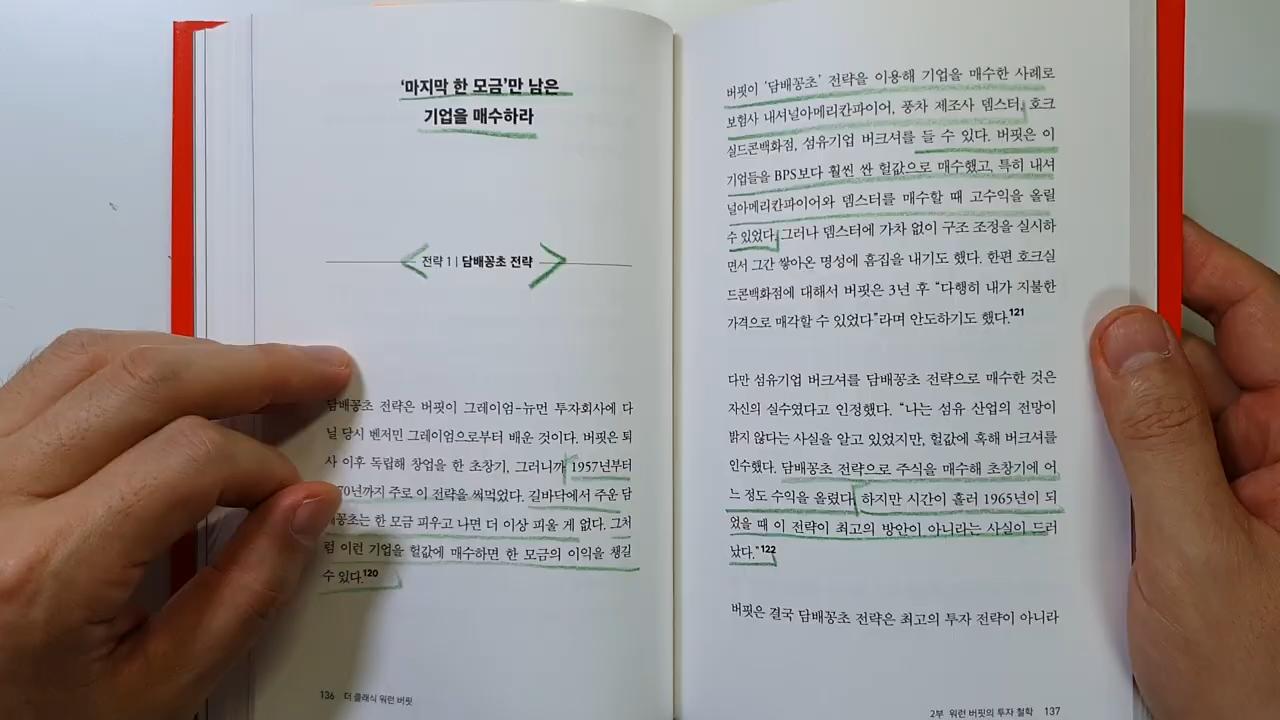 '마지막 한 모금'만 남은
기업을 매수하라
전략 1 | 담배꽁초 전략
담배꽁초 전략은 버핏이 그레이엄-뉴먼 투자회사에 다
닐 당시 벤저민 그레이엄으로부터 배운 것이다. 버핏은 퇴
사 이후 독립해 창업을 한 초창기, 그러니까 1957년부터
70년까지 주로 이 전략을 써먹었다. 길바닥에서 주운 담
꽁초는 한 모금 피우고 나면 더 이상 피울 게 없다. 그처
럼 이런 기업을 헐값에 매수하면 한 모금의 이익을 챙길
수 있다.120
136 더 클래식 워런 버핏
버핏이 '담배꽁초' 전략을 이용해 기업을 매수한 사례로
보험사 내셔널아메리칸파이어, 풍차 제조사 뎀스터, 호크
실드콘백화점, 섬유기업 버크셔를 들 수 있다. 버핏은 이
기업들을 BPS보다 훨씬 싼 헐값으로 매수했고, 특히 내셔
널아메리칸파이어와 뎀스터를 매수할 때 고수익을 올릴
수 있었다. 그러나 뎀스터에 가차 없이 구조 조정을 실시하
면서 그간 쌓아온 명성에 흠집을 내기도 했다. 한편 호크실
드콘백화점에 대해서 버핏은 3년 후 “다행히 내가 지불한
가격으로 매각할 수 있었다”라며 안도하기도 했다.121
다만 섬유기업 버크셔를 담배꽁초 전략으로 매수한 것은
자신의 실수였다고 인정했다. “나는 섬유 산업의 전망이
밝지 않다는 사실을 알고 있었지만, 헐값에 혹해 버크셔를
인수했다. 담배꽁초 전략으로 주식을 매수해 초창기에 어
느 정도 수익을 올렸다. 하지만 시간이 흘러 1965년이 되
었을 때 이 전략이 최고의 방안이 아니라는 사실이 드러
났다.”122
버핏은 결국 담배꽁초 전략은 최고의 투자 전략이 아니라
2부 워런 버핏의 투자 철학 137